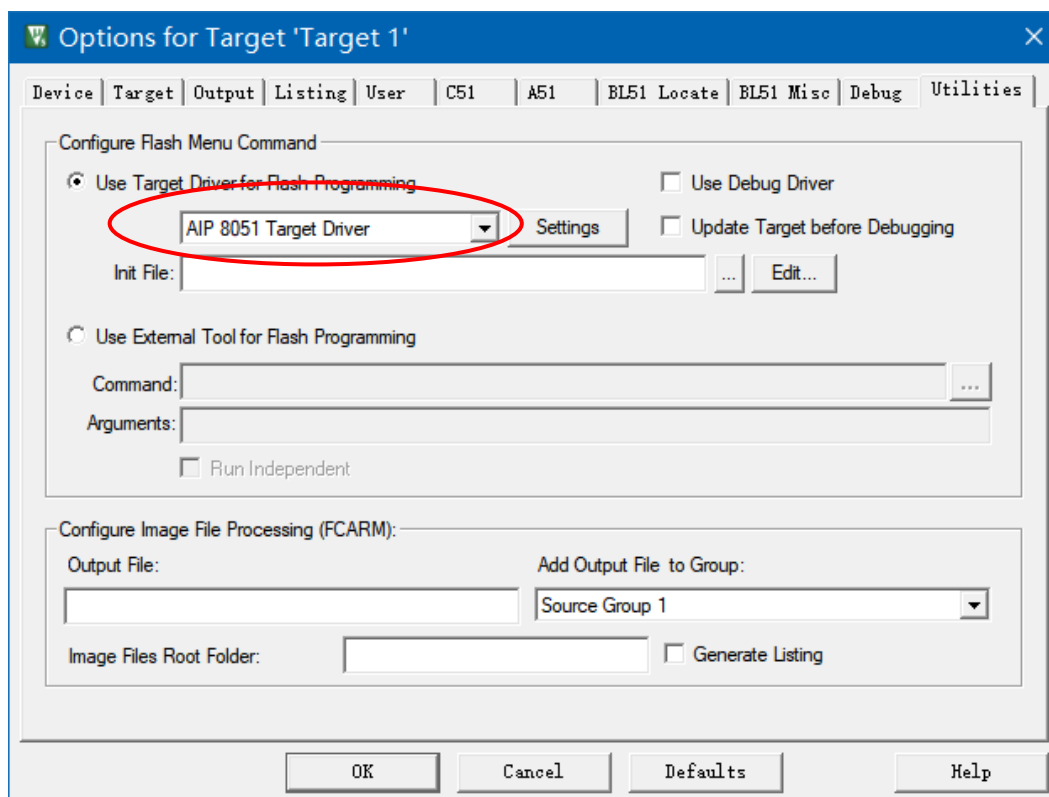 Options for Target 'Target 1'
Device Target Output Listing User C51 A51 BL51 Locate BL51 Misc Debug Utilities
Configure Flash Menu Command
Use Target Driver for Flash Programming
Use Debug Driver
AIP 8051 Target Driver
Settings
Update Target before Debugging
Init File:
...
Edit...
Use External Tool for Flash Programming
Command:
...
Arguments:
Run Independent
Configure Image File Processing (FCARM):
Output File:
Add Output File to Group:
Source Group 1
Image Files Root Folder:
Generate Listing
OK
Cancel
Defaults
Help